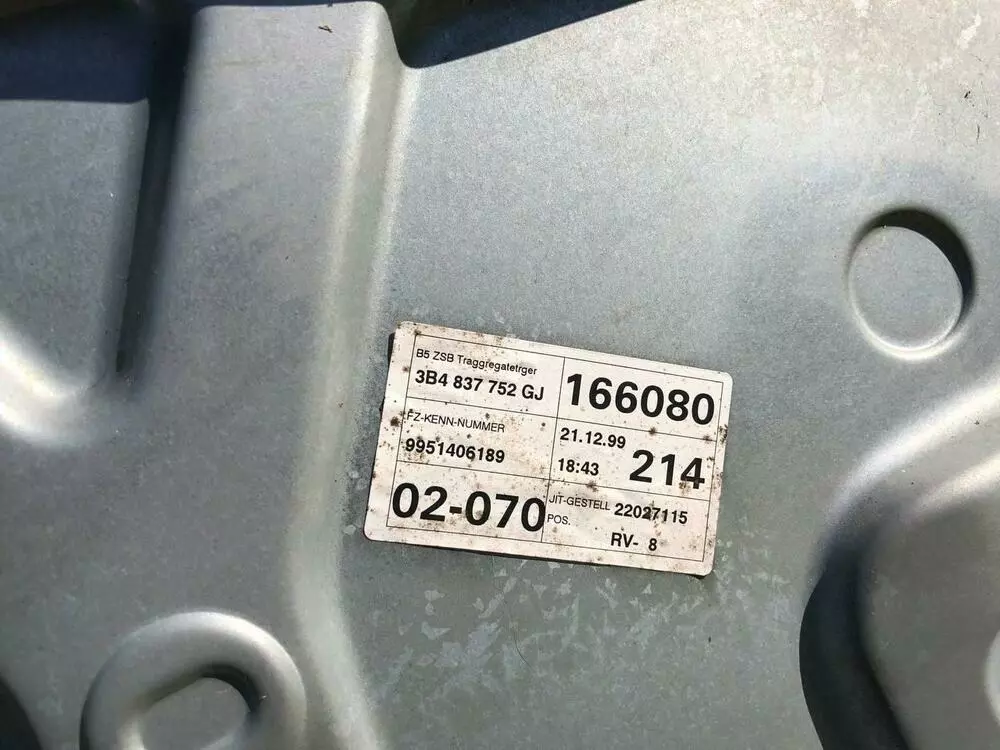 B5 ZSB Traggregatetrger
3B4 837 752 GJ
166080
FZ-KENN-NUMMER
9951406189
21.12.99
18:43
214
02-070
JIT-GESTELL 22027115
POS.
RV- 8